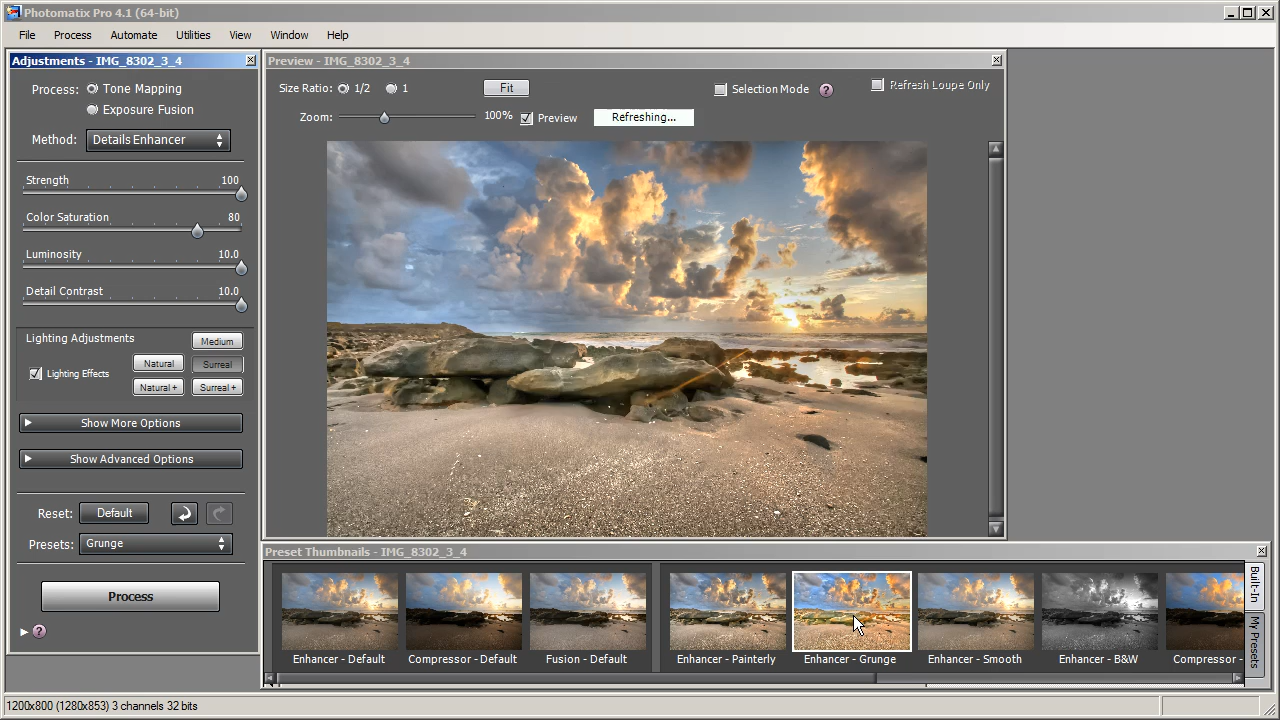 Photomatix Pro 4.1 (64-bit)
File Process Automate Utilities View Window Help
Adjustments - IMG_8302_3_4
Process: Tone Mapping
Exposure Fusion
Method: Details Enhancer
Strength 100
Color Saturation 80
Luminosity 10.0
Detail Contrast 10.0
Lighting Adjustments
Medium
Lighting Effects
Natural
Surreal
Natural +
Surreal +
Show More Options
Show Advanced Options
Reset: Default
Presets: Grunge
Process
?
Preview - IMG_8302_3_4
Size Ratio: 1/2 1 Fit Selection Mode ? Refresh Loupe Only
Zoom: 100% Preview Refreshing...
Preset Thumbnails - IMG_8302_3_4
Enhancer - Default Compressor - Default Fusion - Default Enhancer - Painterly Enhancer - Grunge Enhancer - Smooth Enhancer - B&W Compressor -
Built-In
My Presets
1200x800 (1280x853) 3 channels 32 bits